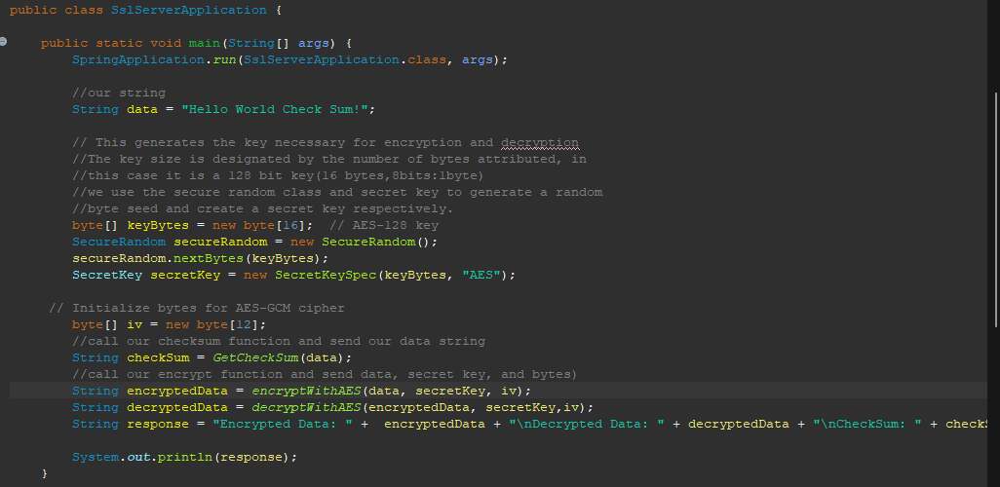 public class SslServerApplication {
public static void main(String[] args) {
SpringApplication.run(SslServerApplication.class, args);
//our string
String data = "Hello World Check Sum!";
// This generates the key necessary for encryption and decryption
//The key size is designated by the number of bytes attributed, in
//this case it is a 128 bit key(16 bytes,8bits:1byte)
//we use the secure random class and secret key to generate a random
//byte seed and create a secret key respectively.
byte[] keyBytes = new byte[16];  // AES-128 key
SecureRandom secureRandom = new SecureRandom();
secureRandom.nextBytes(keyBytes);
SecretKey secretKey = new SecretKeySpec(keyBytes, "AES");
// Initialize bytes for AES-GCM cipher
byte[] iv = new byte[12];
//call our checksum function and send our data string
String checkSum = GetCheckSum(data);
//call our encrypt function and send data, secret key, and bytes)
String encryptedData = encryptWithAES(data, secretKey, iv);
String decryptedData = decryptWithAES(encryptedData, secretKey,iv);
String response = "Encrypted Data: " +  encryptedData + "\nDecrypted Data: " + decryptedData + "\nCheckSum: " + check
System.out.println(response);
}